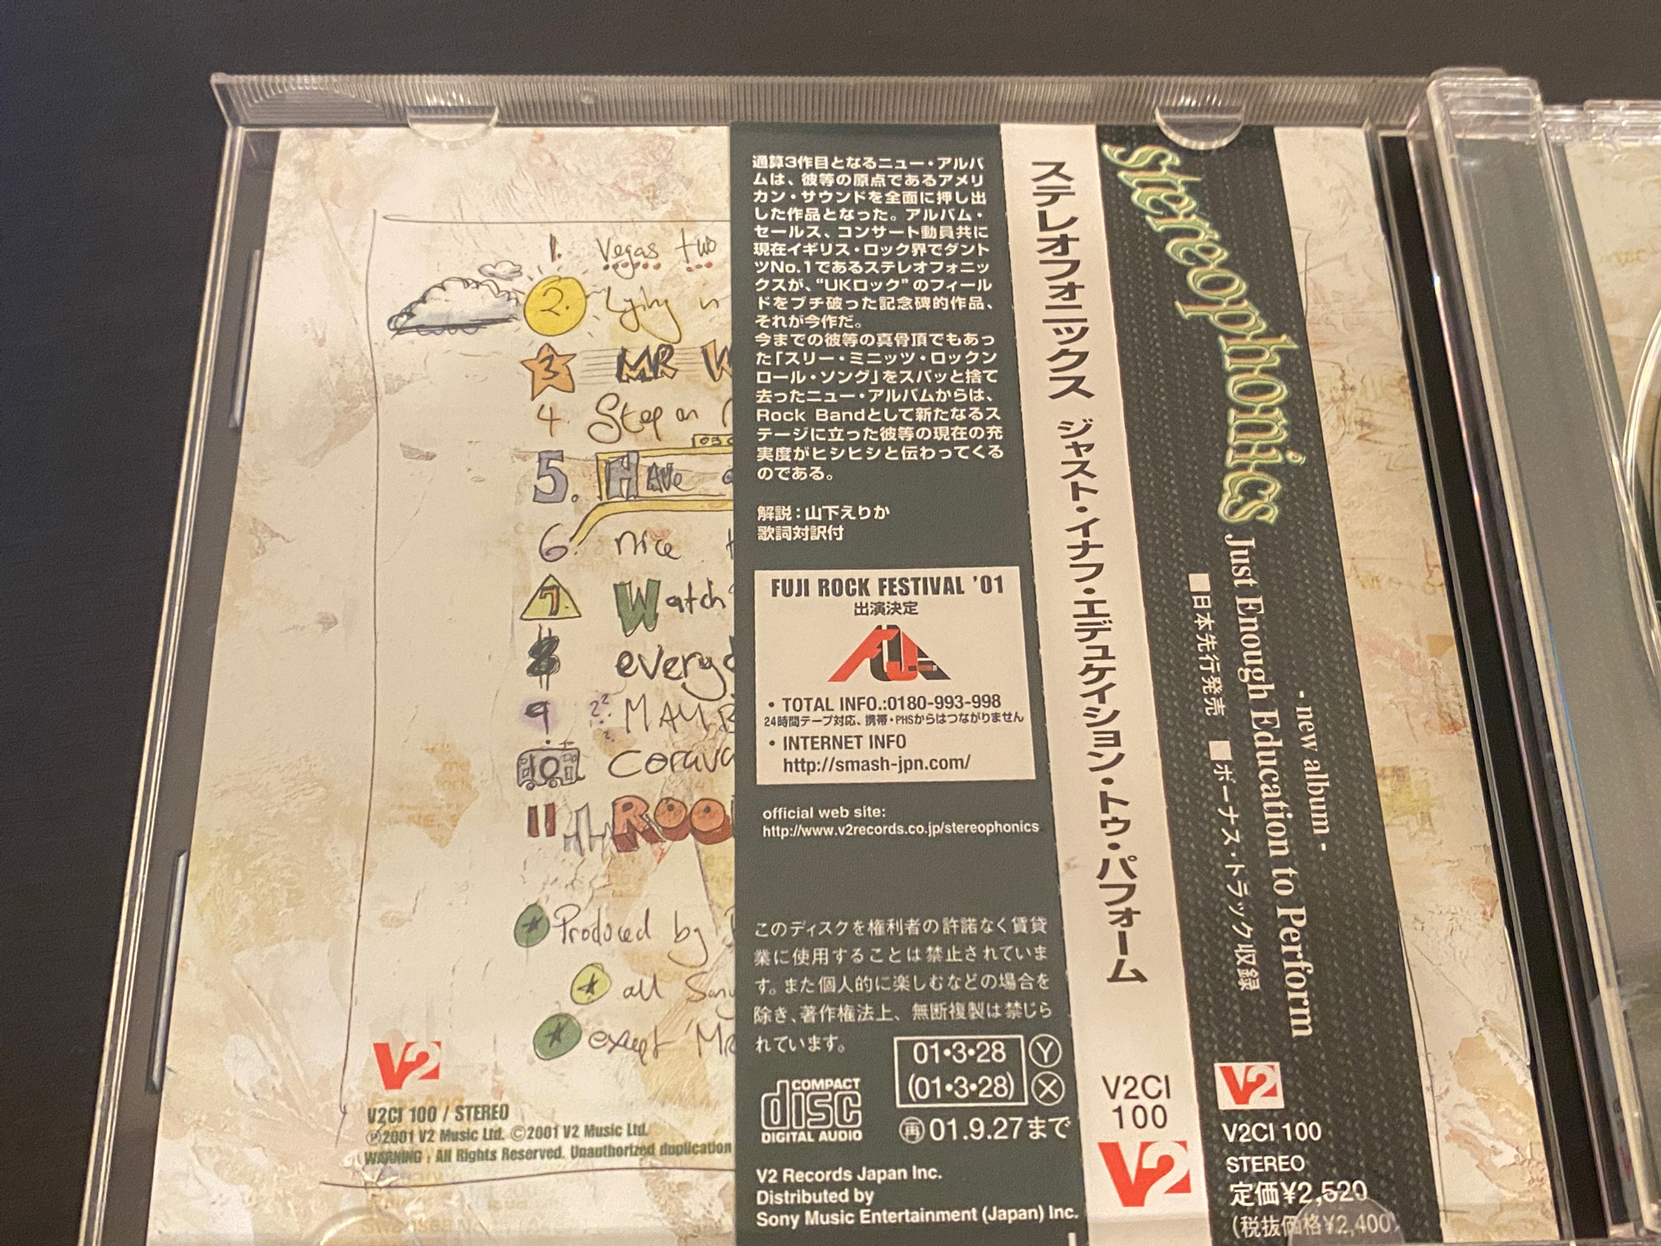 1. Vegas two
2. Lying in
3 MR W
4. Step on
5. HAVE a
6. nice
7 Watch
8 everyd
9 MAYB
10 carava
11 ROO
Produced by
all Song
except Mr
V2
V2CI 100 / STEREO
Ⓟ2001 V2 Music Ltd. ©2001 V2 Music Ltd.
WARNING : All Rights Reserved. Unauthorized duplication
通算3作目となるニュー・アルバ
ムは、彼等の原点であるアメリ
カン・サウンドを全面に押し出
した作品となった。アルバム・
セールス、コンサート動員共に
現在イギリス・ロック界でダント
ツNo.1であるステレオフォニッ
クスが、“UKロック”のフィール
ドをブチ破った記念碑的作品、
それが今作だ。
今までの彼等の真骨頂でもあっ
た「スリー・ミニッツ・ロックン
ロール・ソング」をスパッと捨て
去ったニュー・アルバムからは、
Rock Bandとして新たなるス
テージに立った彼等の現在の充
実度がヒシヒシと伝わってくる
のである。
解説：山下えりか
歌詞対訳付
FUJI ROCK FESTIVAL '01
出演決定
• TOTAL INFO.:0180-993-998
24時間テープ対応、携帯・PHSからはつながりません
• INTERNET INFO
http://smash-jpn.com/
official web site:
http://www.v2records.co.jp/stereophonics
このディスクを権利者の許諾なく賃貸
業に使用することは禁止されていま
す。また個人的に楽しむなどの場合を
除き、著作権法上、無断複製は禁じら
れています。
01•3•28 Ⓨ
(01•3•28) Ⓧ
再 01.9.27まで
COMPACT
disc
DIGITAL AUDIO
V2 Records Japan Inc.
Distributed by
Sony Music Entertainment (Japan) Inc.
ステレオフォニックス ジャスト・イナフ・エデュケイション・トゥ・パフォーム
V2CI
100
V2
Stereophonics
Just Enough Education to Perform
- new album -
■日本先行発売 ■ボーナス・トラック収録
V2
V2CI 100
STEREO
定価¥2,520
(税抜価格¥2,400)